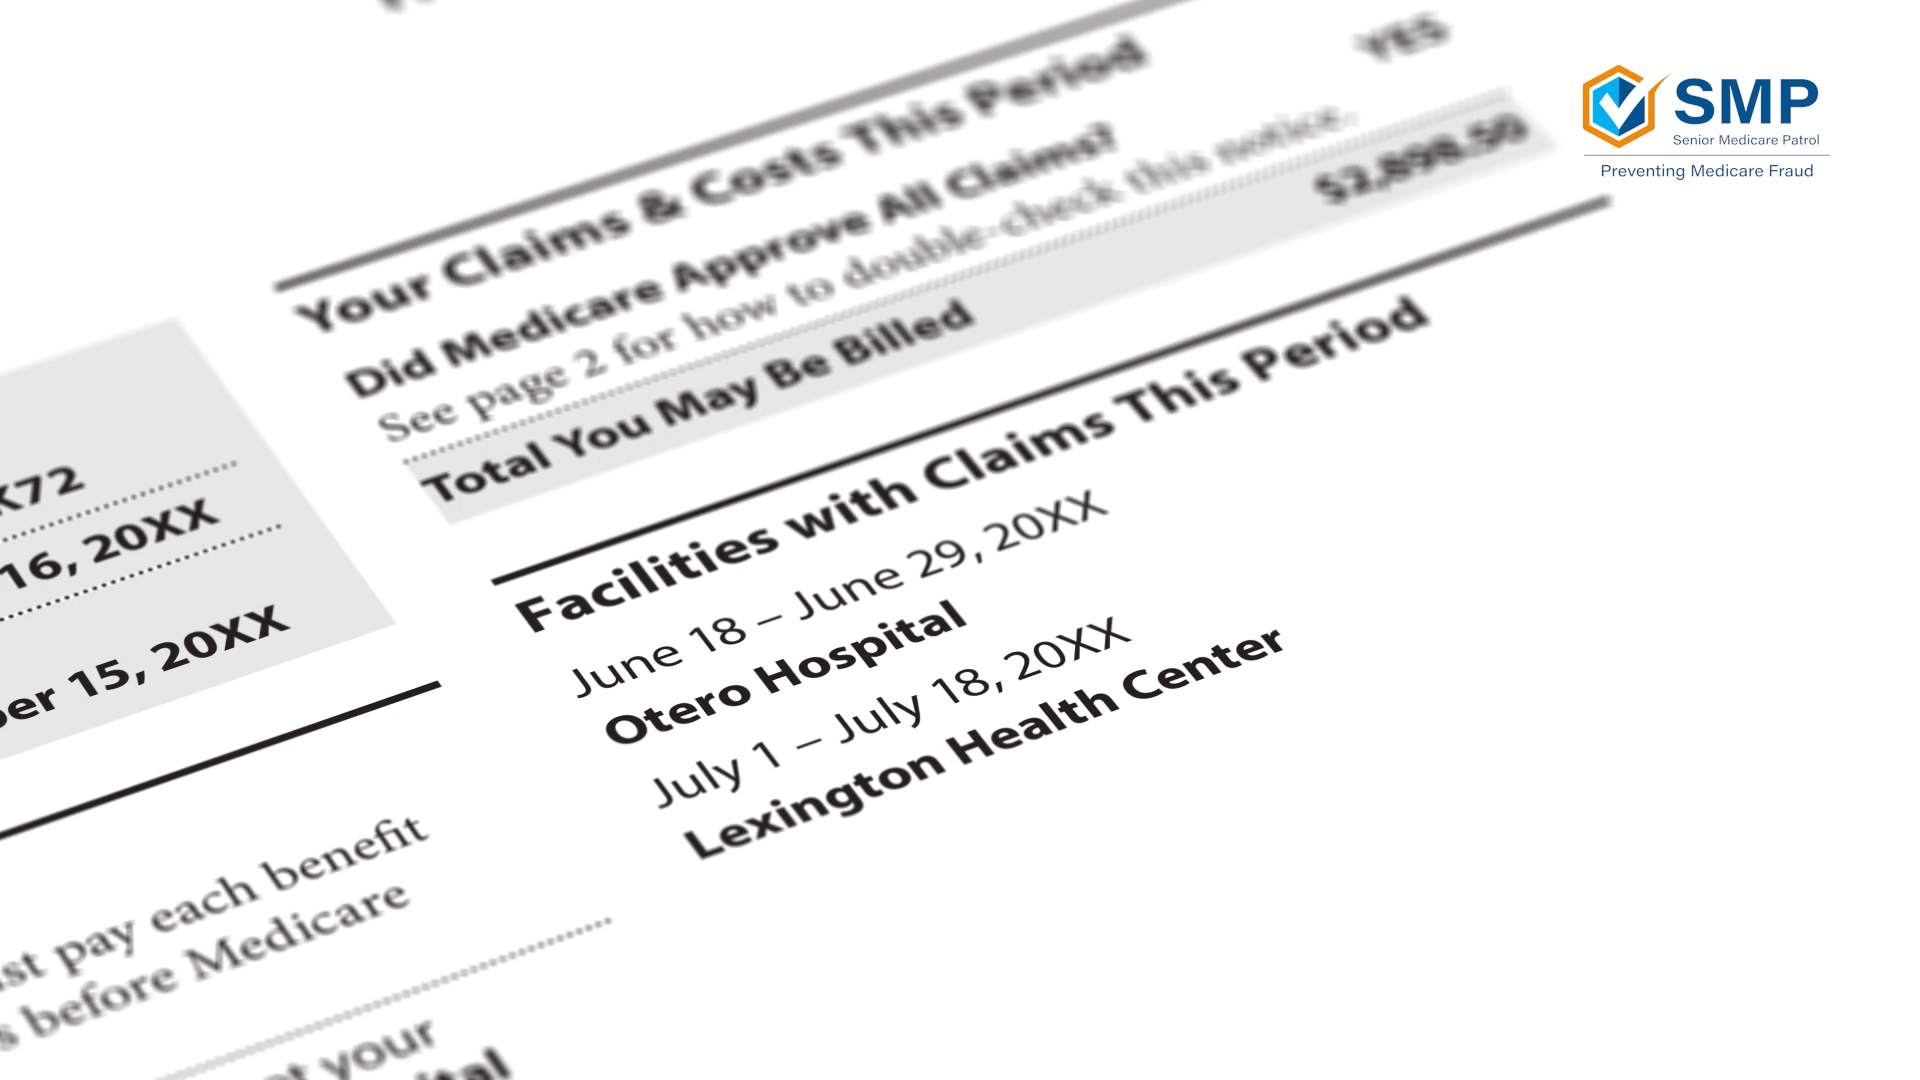 YES
Your Claims & Costs This Period
Did Medicare Approve All Claims?
See page 2 for how to double-check this notice.
Total You May Be Billed $2,898.50
Facilities with Claims This Period
June 18 – June 29, 20XX
Otero Hospital
July 1 – July 18, 20XX
Lexington Health Center
X72
16, 20XX
ber 15, 20XX
pay each benefit
before Medicare
your
SMP
Senior Medicare Patrol
Preventing Medicare Fraud